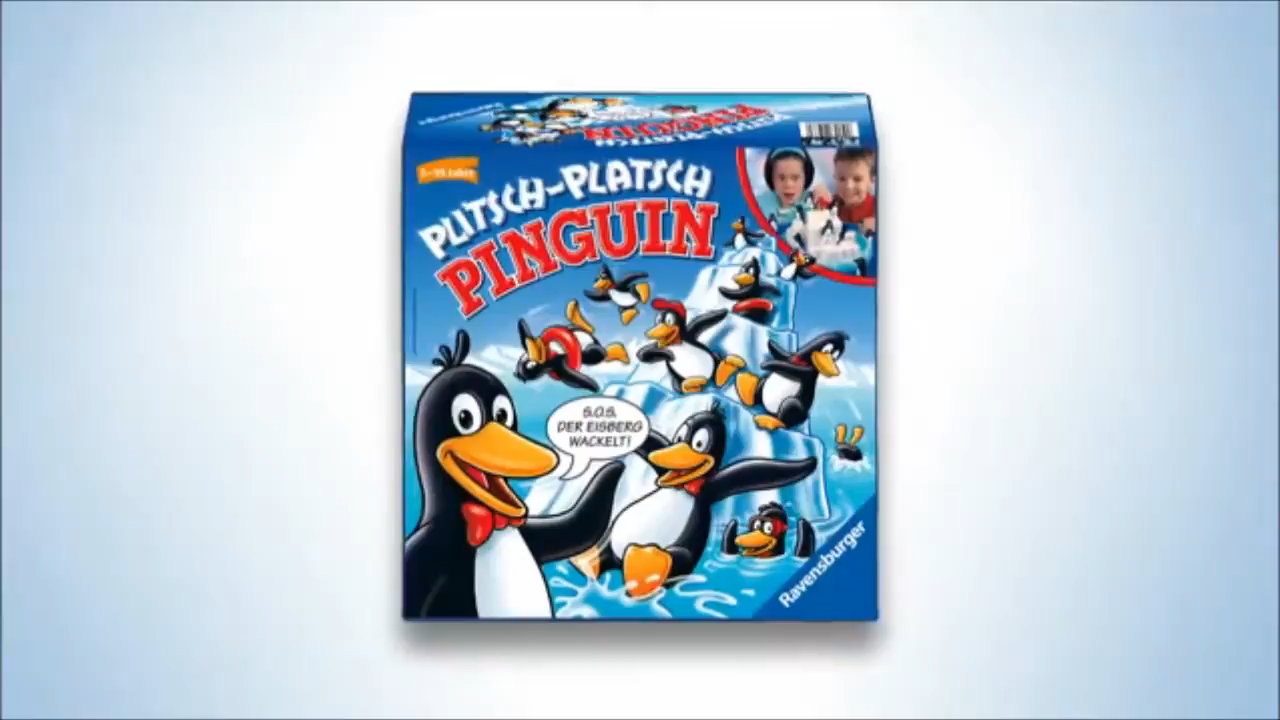 PLITSCH-PLATSCH
PINGUIN
S.O.S.
DER EISBERG
WACKELT!
Ravensburger